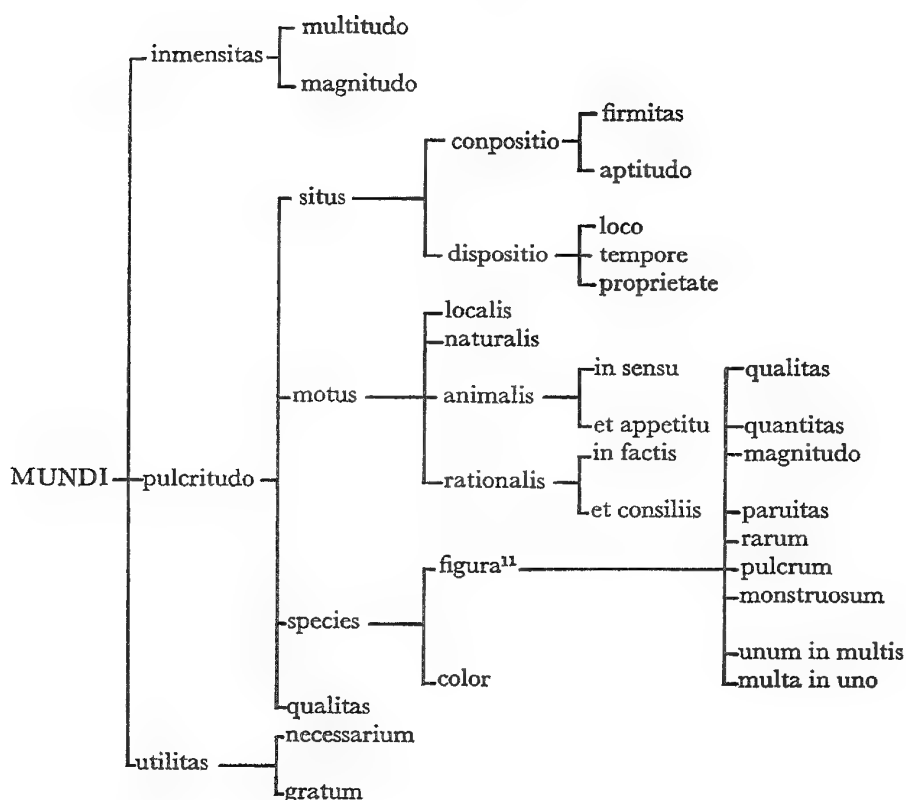 multitudo
inmensitas
magnitudo
firmitas
conpositio
aptitudo
situs
loco
dispositio
tempore
proprietate
localis
naturalis
in sensu
qualitas
motus
animalis
et appetitu
quantitas
in factis
magnitudo
MUNDI
pulcritudo
rationalis
et consiliis
paruitas
rarum
figura¹¹
pulcrum
monstruosum
species
unum in multis
color
multa in uno
qualitas
necessarium
utilitas
gratum